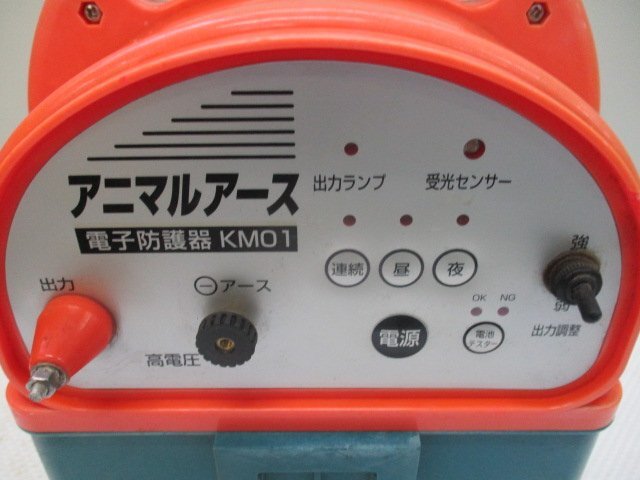 アニマルアース
電子防護器 KM01
出力ランプ
受光センサー
連続
昼
夜
強
弱
出力調整
出力
⊖アース
高電圧
電源
OK NG
電池
テスター